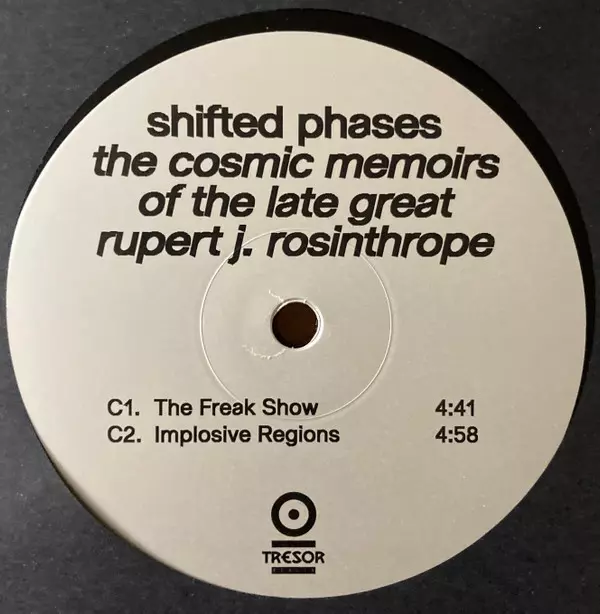 shifted phases
the cosmic memoirs
of the late great
rupert j. rosinthrope
C1. The Freak Show 4:41
C2. Implosive Regions 4:58
TRESOR